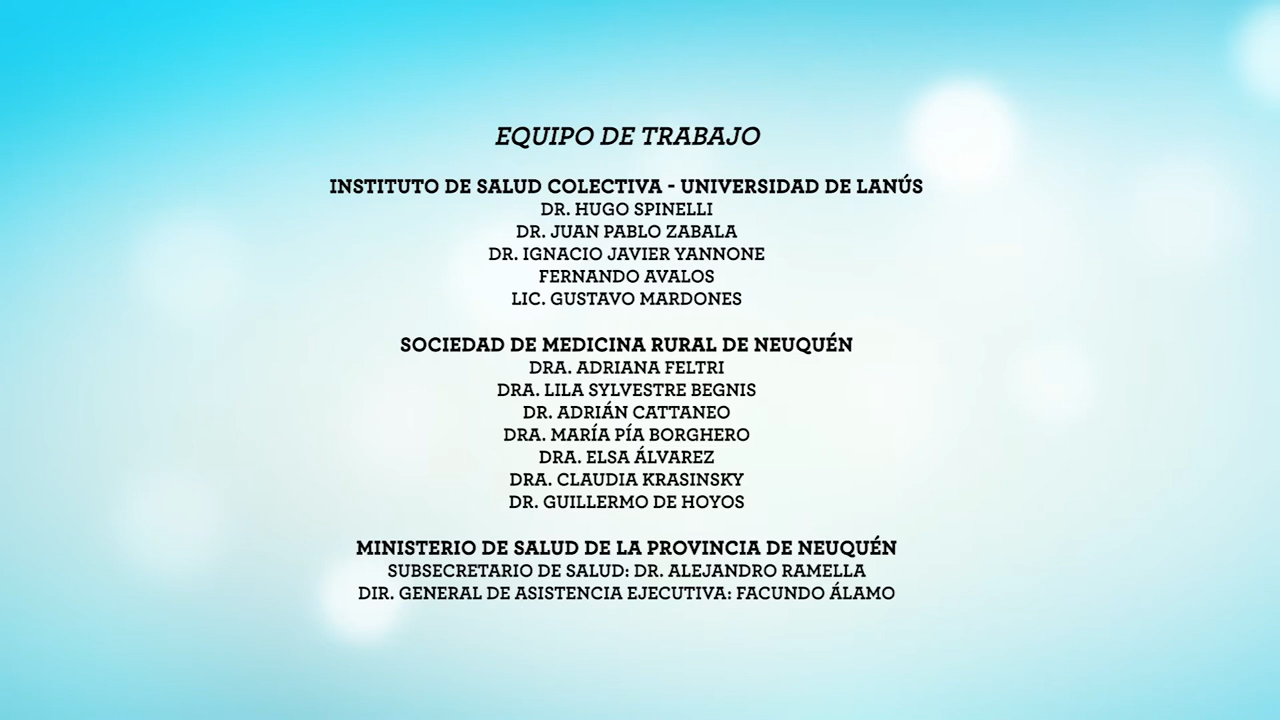 EQUIPO DE TRABAJO
INSTITUTO DE SALUD COLECTIVA - UNIVERSIDAD DE LANÚS
DR. HUGO SPINELLI
DR. JUAN PABLO ZABALA
DR. IGNACIO JAVIER YANNONE
FERNANDO AVALOS
LIC. GUSTAVO MARDONES
SOCIEDAD DE MEDICINA RURAL DE NEUQUÉN
DRA. ADRIANA FELTRI
DRA. LILA SYLVESTRE BEGNIS
DR. ADRIÁN CATTANEO
DRA. MARÍA PÍA BORGHERO
DRA. ELSA ÁLVAREZ
DRA. CLAUDIA KRASINSKY
DR. GUILLERMO DE HOYOS
MINISTERIO DE SALUD DE LA PROVINCIA DE NEUQUÉN
SUBSECRETARIO DE SALUD: DR. ALEJANDRO RAMELLA
DIR. GENERAL DE ASISTENCIA EJECUTIVA: FACUNDO ÁLAMO